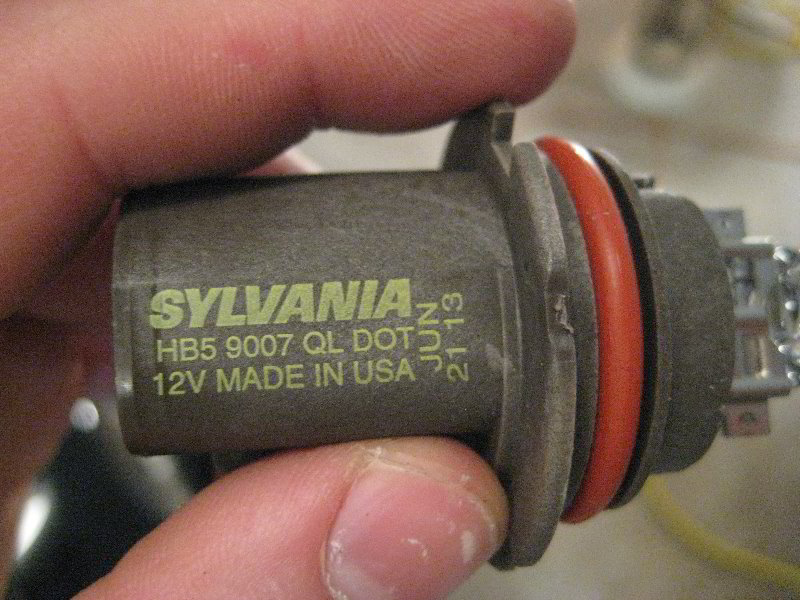 SYLVANIA
HB5 9007 QL DOT
12V MADE IN USA
JUN
21 13